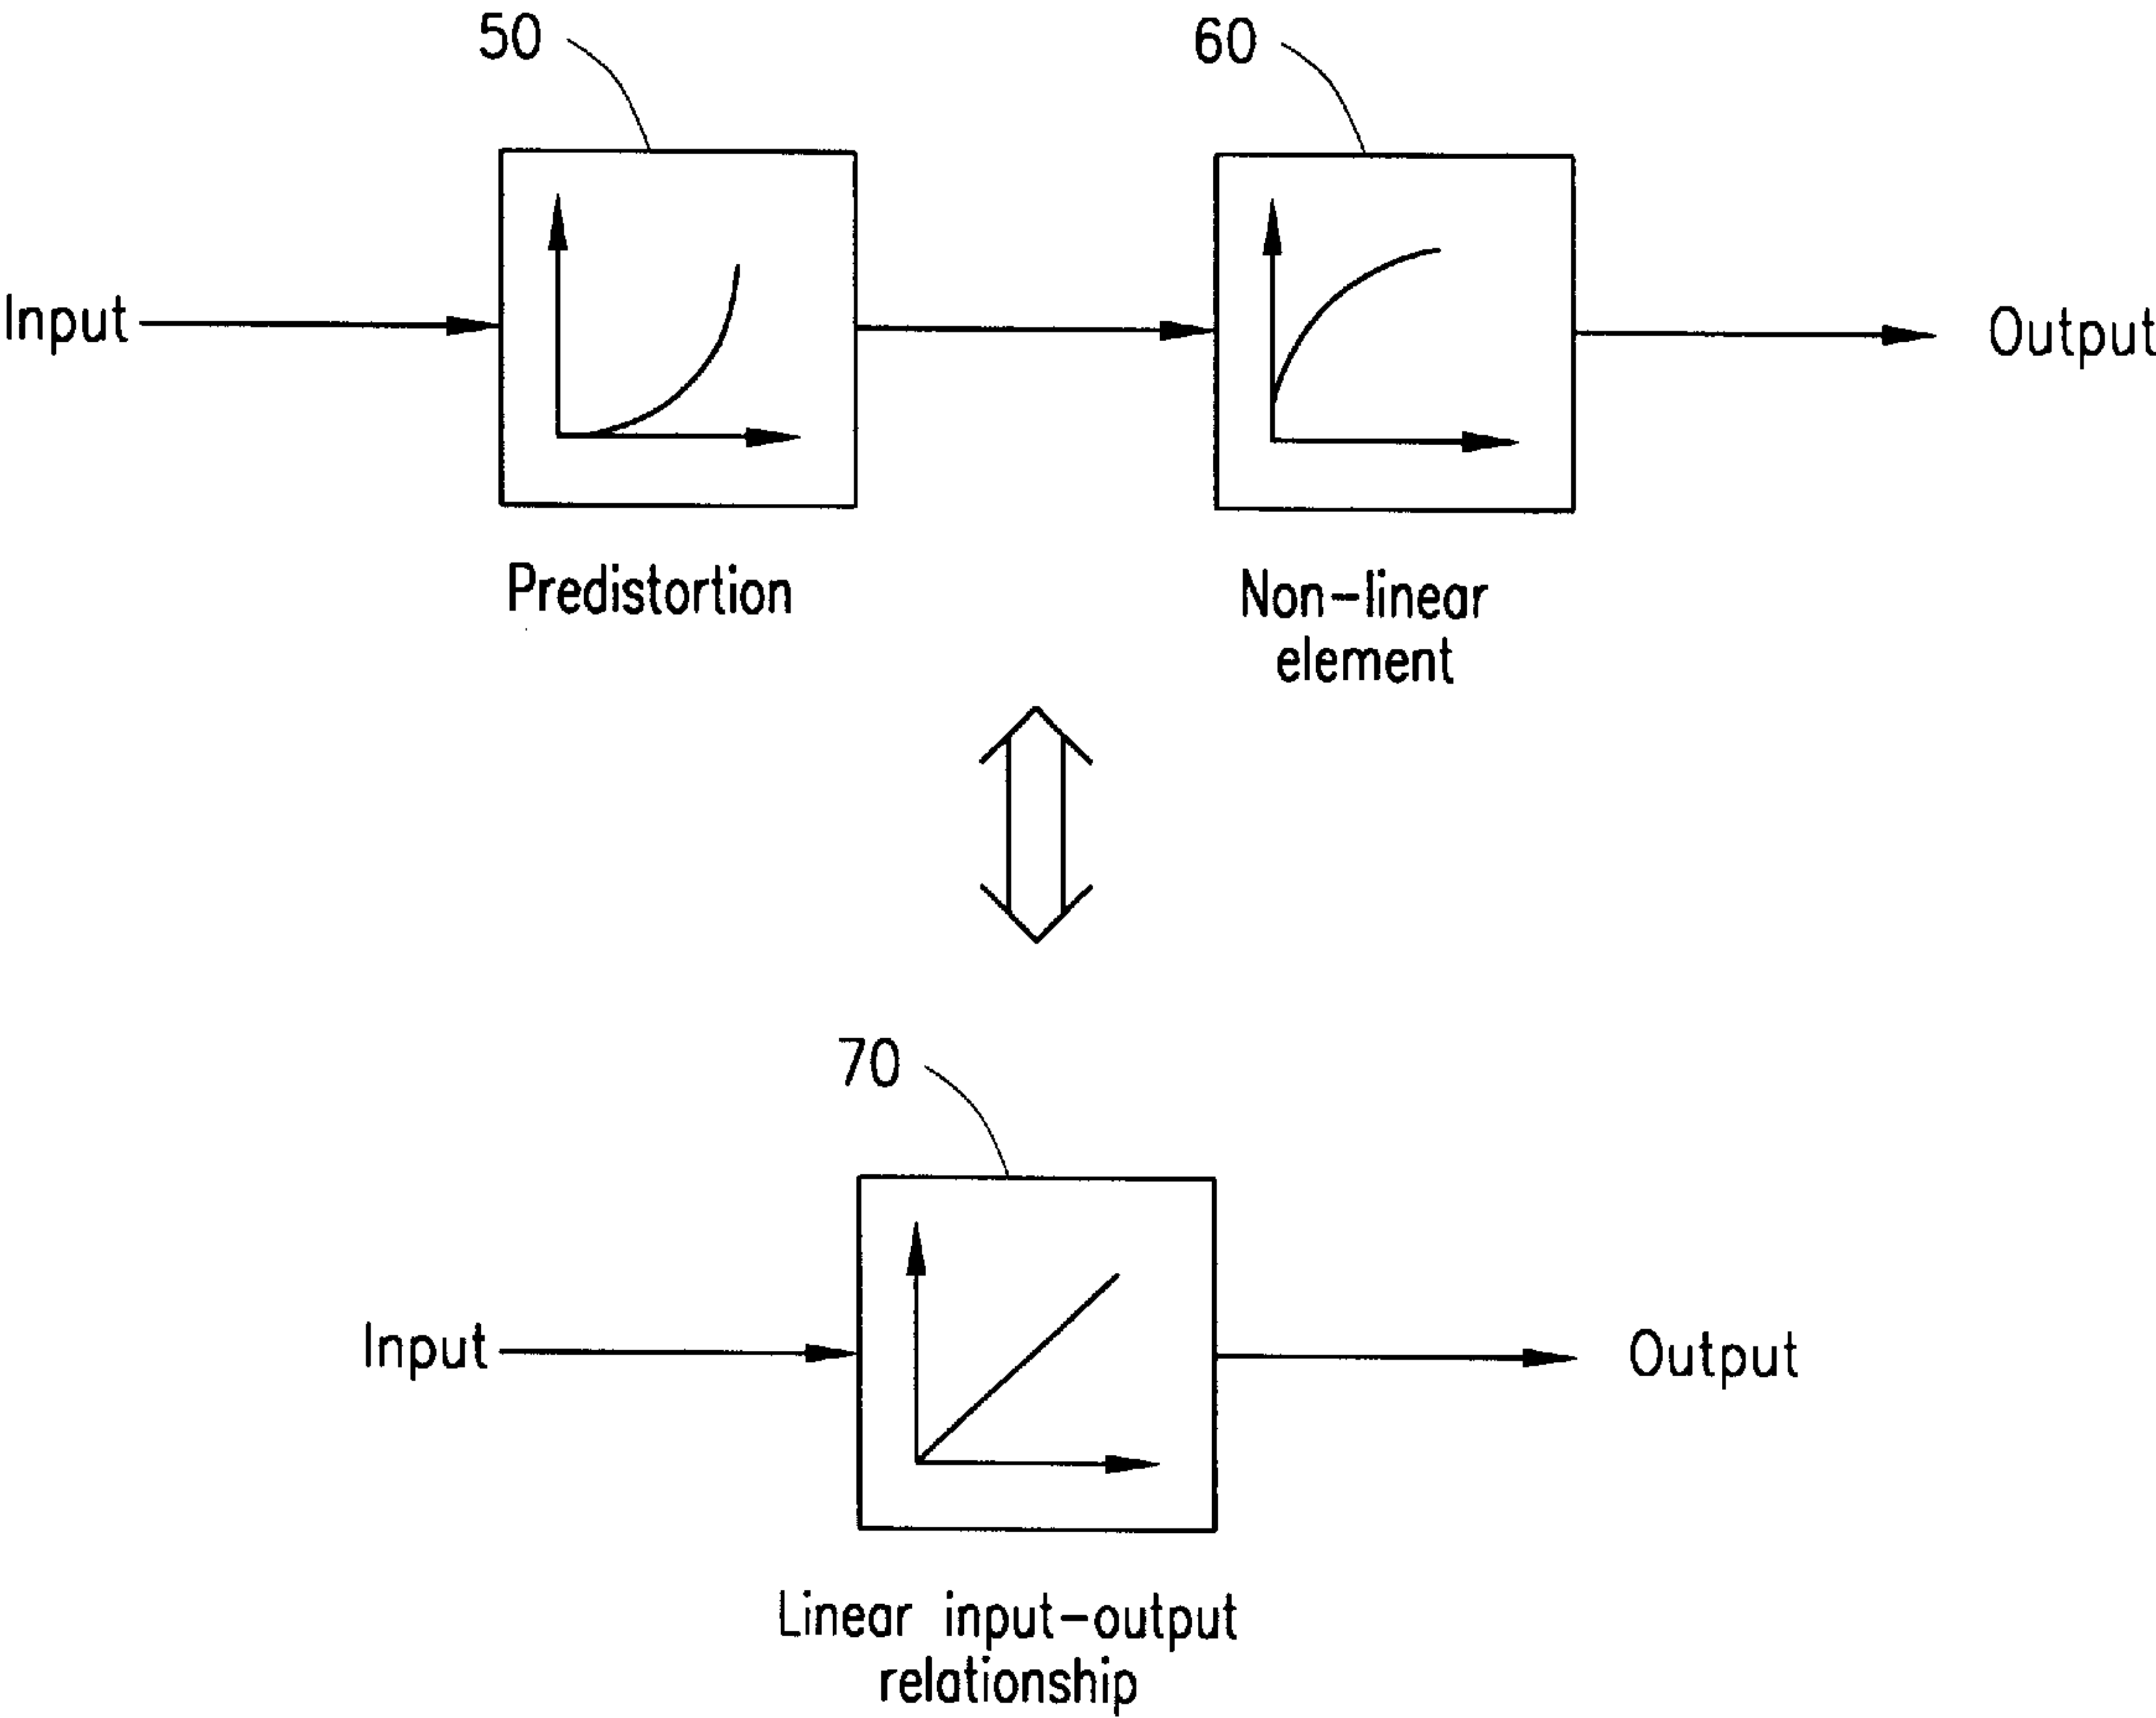 50
60
Input
Output
Predistortion
Non-linear
element
70
Input
Output
Linear input-output
relationship